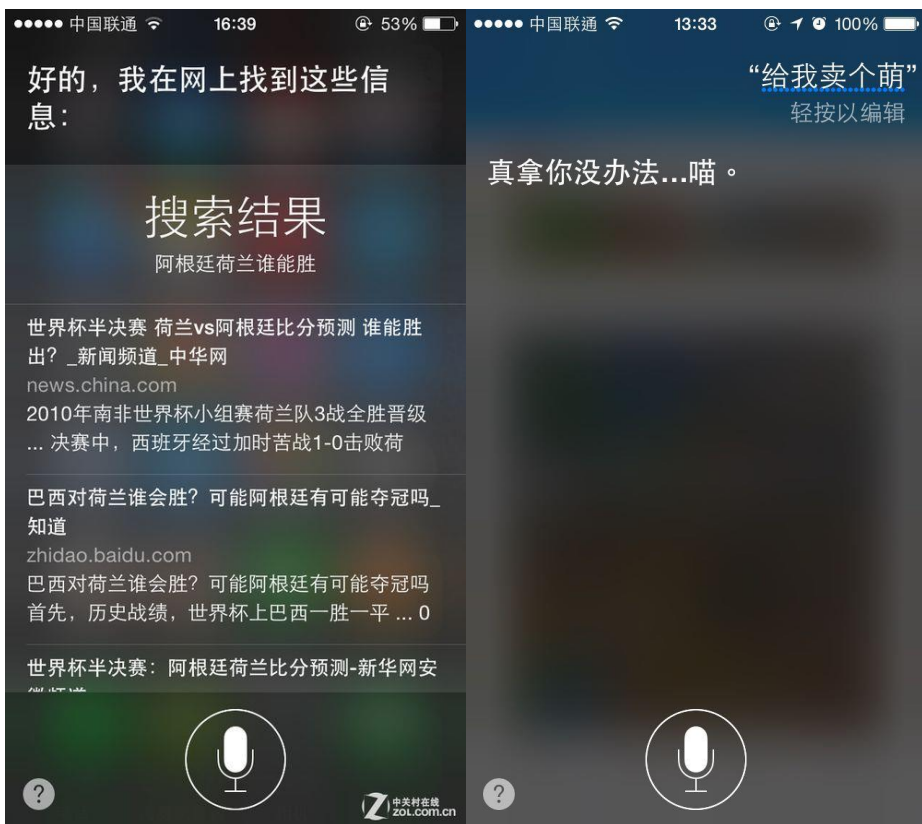 中国联通 16:39 53%
好的，我在网上找到这些信
息：
搜索结果
阿根廷荷兰谁能胜
世界杯半决赛 荷兰vs阿根廷比分预测 谁能胜
出？_新闻频道_中华网
news.china.com
2010年南非世界杯小组赛荷兰队3战全胜晋级
... 决赛中，西班牙经过加时苦战1-0击败荷
巴西对荷兰谁会胜？可能阿根廷有可能夺冠吗_
知道
zhidao.baidu.com
巴西对荷兰谁会胜？可能阿根廷有可能夺冠吗
首先，历史战绩，世界杯上巴西一胜一平 ... 0
世界杯半决赛：阿根廷荷兰比分预测-新华网安
?
Z 中关村在线
ZOL.COM.CN
中国联通 13:33 100%
“给我卖个萌”
轻按以编辑
真拿你没办法...喵。
?